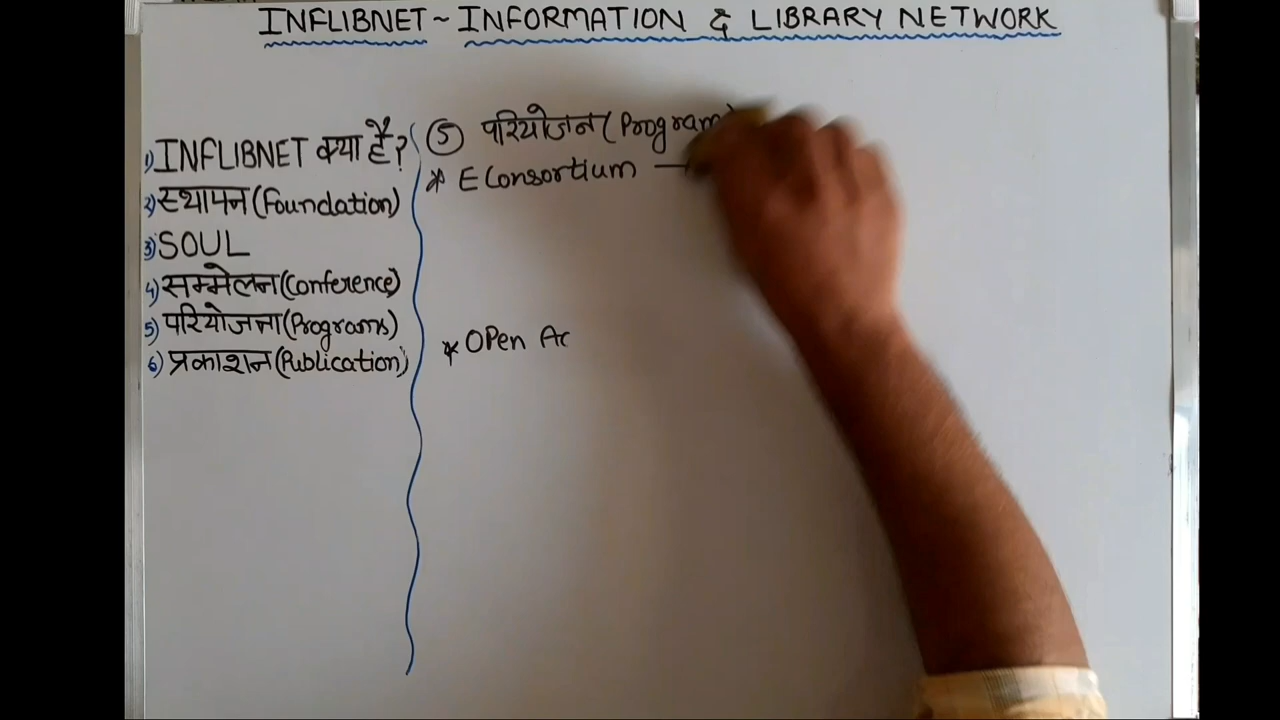 INFLIBNET ~ INFORMATION & LIBRARY NETWORK
1) INFLIBNET क्या है?
2) स्थापन (Foundation)
3) SOUL
4) सम्मेलन (Conference)
5) परियोजना (Programs)
6) प्रकाशन (Publication)
5 परियोजन (Program)
* E Consortium →
* OPen Ac